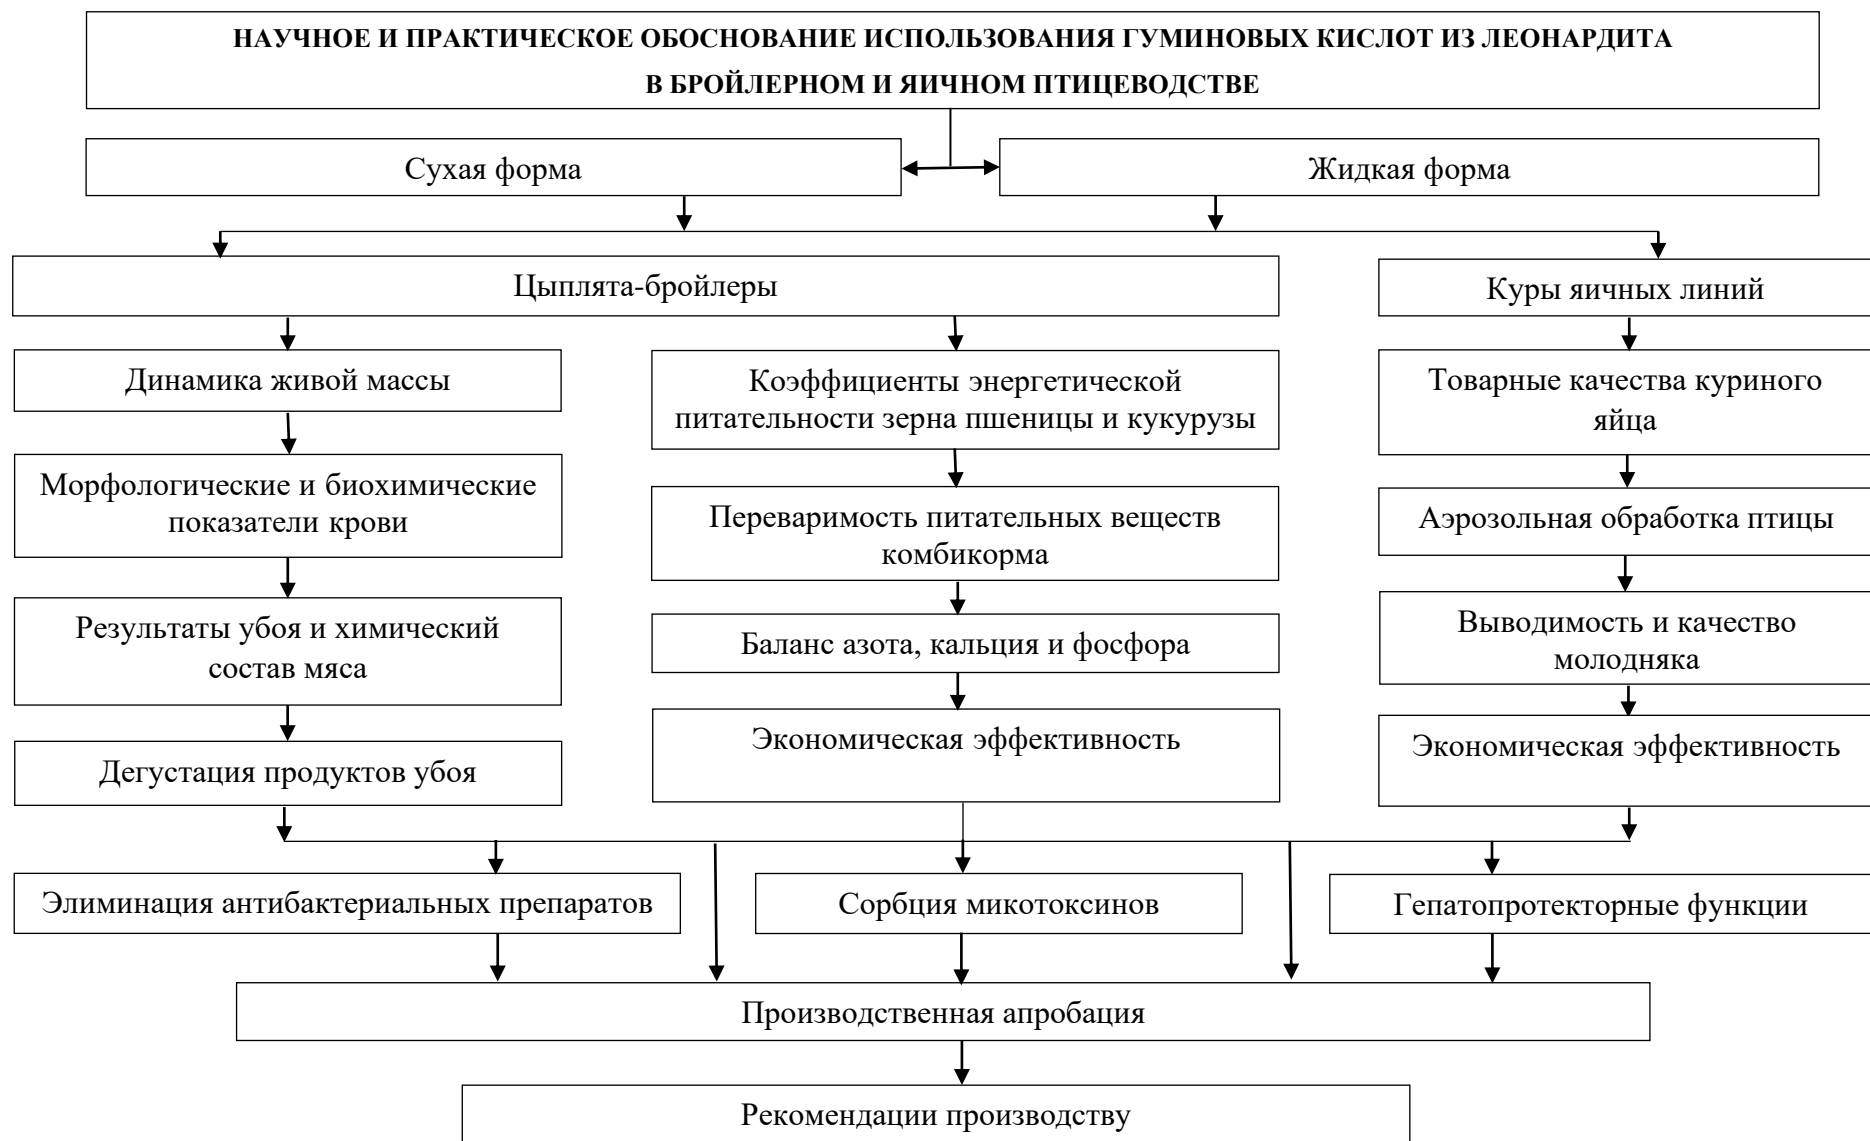 НАУЧНОЕ И ПРАКТИЧЕСКОЕ ОБОСНОВАНИЕ ИСПОЛЬЗОВАНИЯ ГУМИНОВЫХ КИСЛОТ ИЗ ЛЕОНАРДИТА
В БРОЙЛЕРНОМ И ЯИЧНОМ ПТИЦЕВОДСТВЕ
Сухая форма
Жидкая форма
Цыплята-бройлеры
Куры яичных линий
Динамика живой массы
Морфологические и биохимические
показатели крови
Результаты убоя и химический
состав мяса
Дегустация продуктов убоя
Коэффициенты энергетической
питательности зерна пшеницы и кукурузы
Переваримость питательных веществ
комбикорма
Баланс азота, кальция и фосфора
Экономическая эффективность
Товарные качества куриного
яйца
Аэрозольная обработка птицы
Выводимость и качество
молодняка
Экономическая эффективность
Элиминация антибактериальных препаратов
Сорбция микотоксинов
Гепатопротекторные функции
Производственная апробация
Рекомендации производству